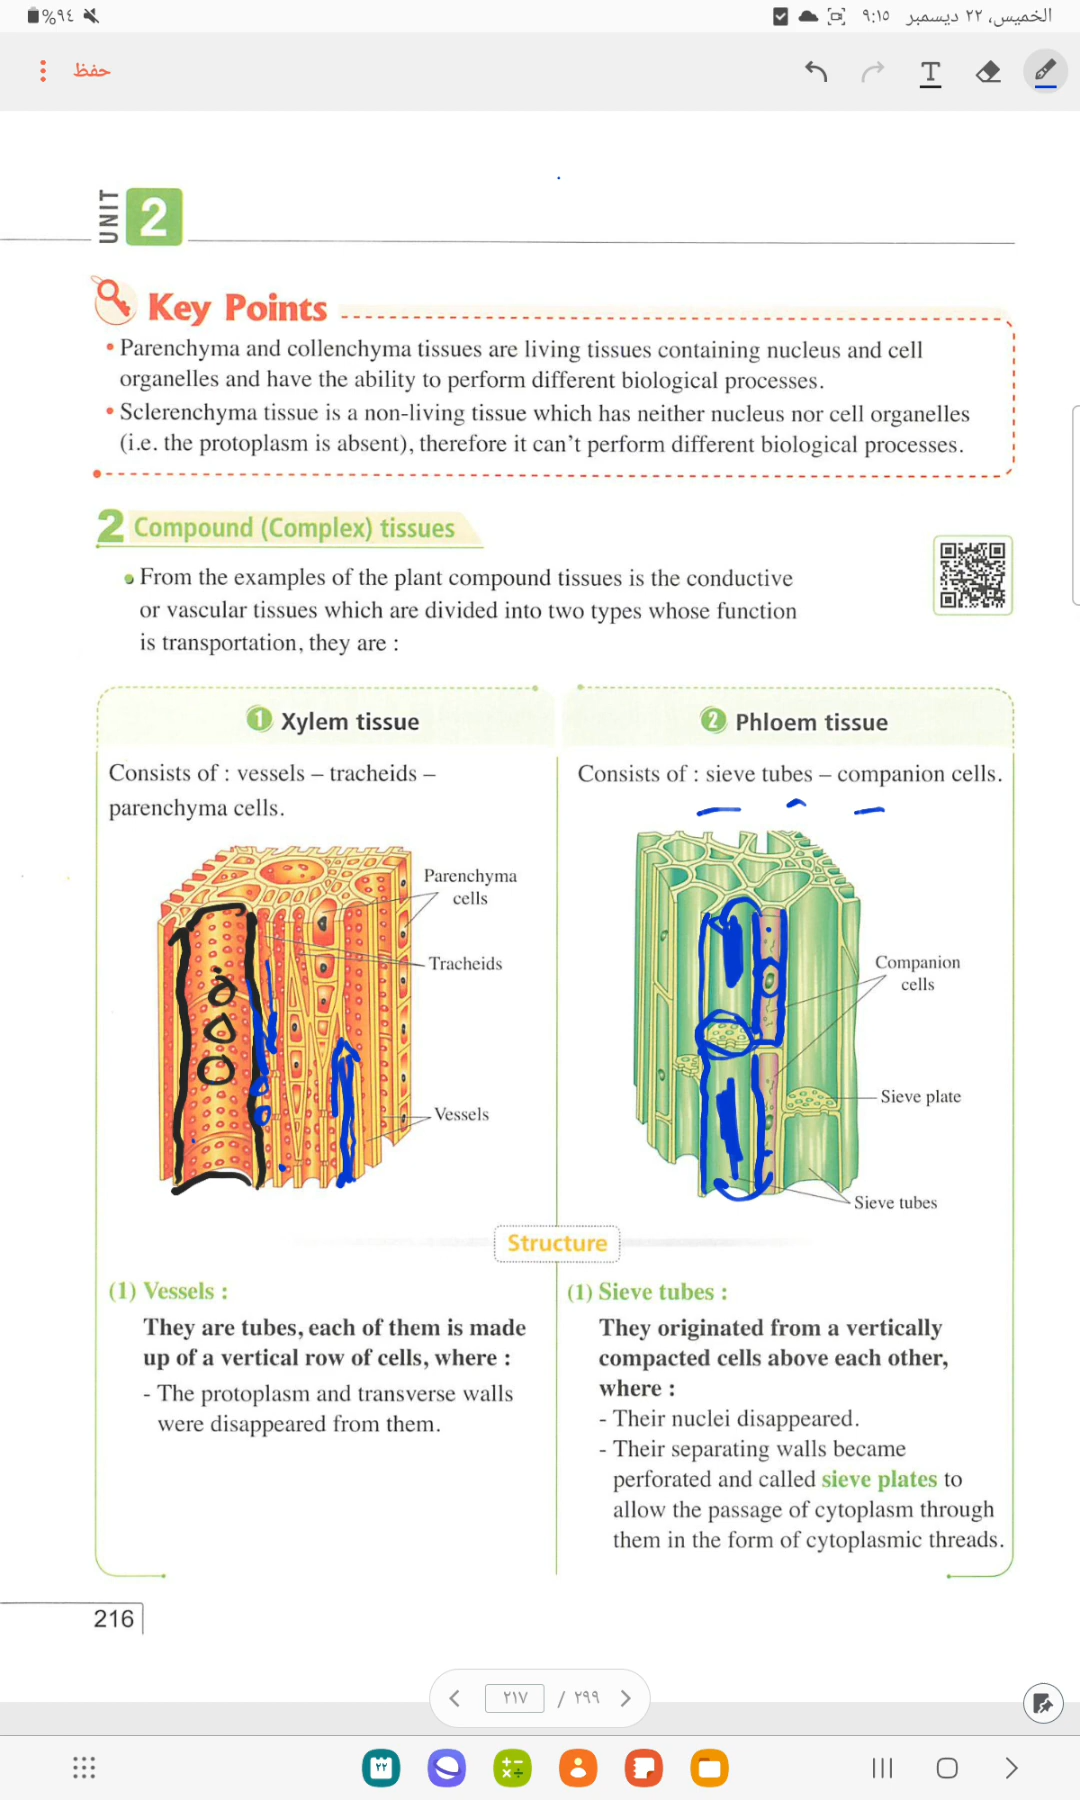 %٩٤
٩:١٥ الخميس، ٢٢ ديسمبر
حفظ
T
UNIT 2
Key Points
• Parenchyma and collenchyma tissues are living tissues containing nucleus and cell
organelles and have the ability to perform different biological processes.
• Sclerenchyma tissue is a non-living tissue which has neither nucleus nor cell organelles
(i.e. the protoplasm is absent), therefore it can't perform different biological processes.
2 Compound (Complex) tissues
• From the examples of the plant compound tissues is the conductive
or vascular tissues which are divided into two types whose function
is transportation, they are :
1 Xylem tissue
Consists of : vessels – tracheids –
parenchyma cells.
Parenchyma
cells
Tracheids
Vessels
2 Phloem tissue
Consists of : sieve tubes – companion cells.
Companion
cells
Sieve plate
Sieve tubes
Structure
(1) Vessels :
They are tubes, each of them is made
up of a vertical row of cells, where :
- The protoplasm and transverse walls
were disappeared from them.
(1) Sieve tubes :
They originated from a vertically
compacted cells above each other,
where :
- Their nuclei disappeared.
- Their separating walls became
perforated and called sieve plates to
allow the passage of cytoplasm through
them in the form of cytoplasmic threads.
216
٢١٧ / ٢٩٩
٢٢